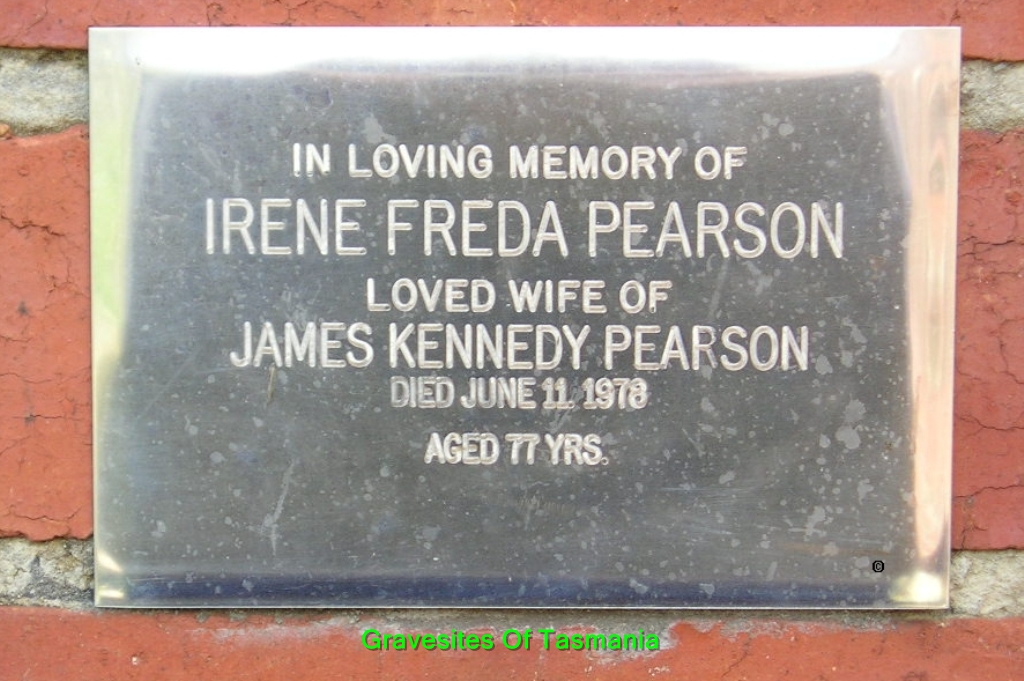 IN LOVING MEMORY OF
IRENE FREDA PEARSON
LOVED WIFE OF
JAMES KENNEDY PEARSON
DIED JUNE 11. 1978
AGED 77 YRS.
©
Gravesites Of Tasmania